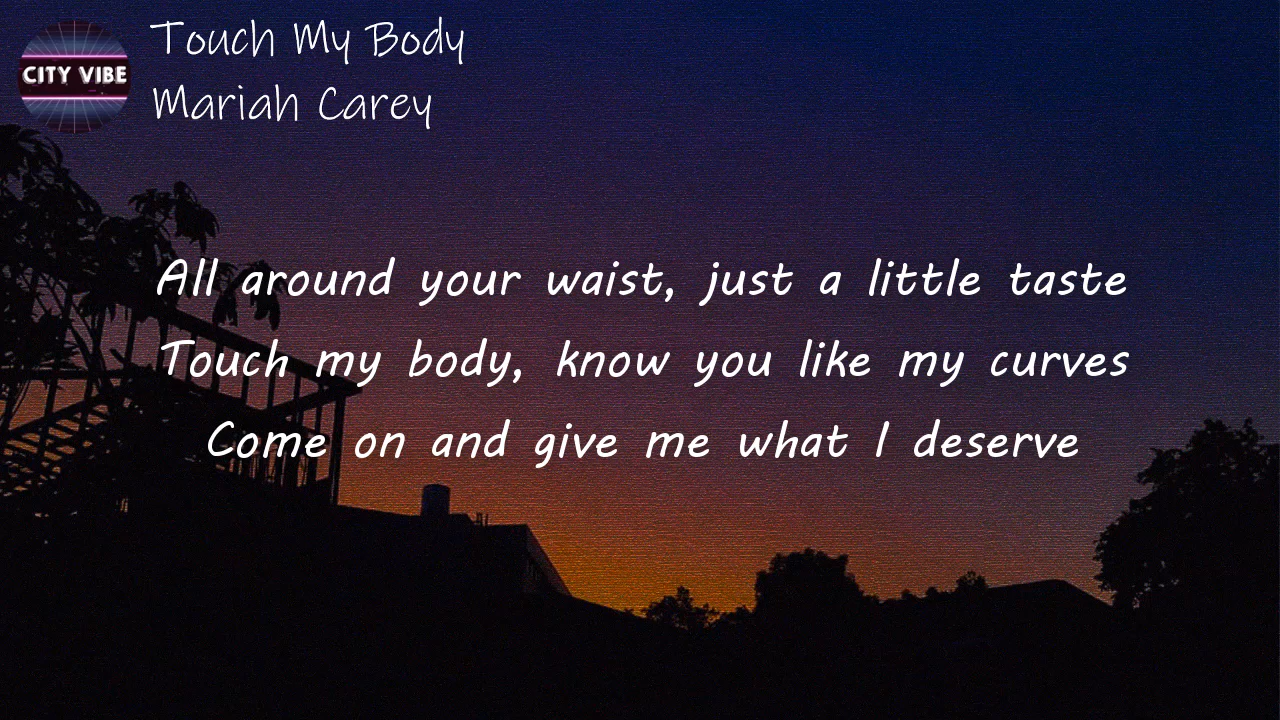 CITY VIBE
Touch My Body
Mariah Carey
All around your waist, just a little taste
Touch my body, know you like my curves
Come on and give me what I deserve